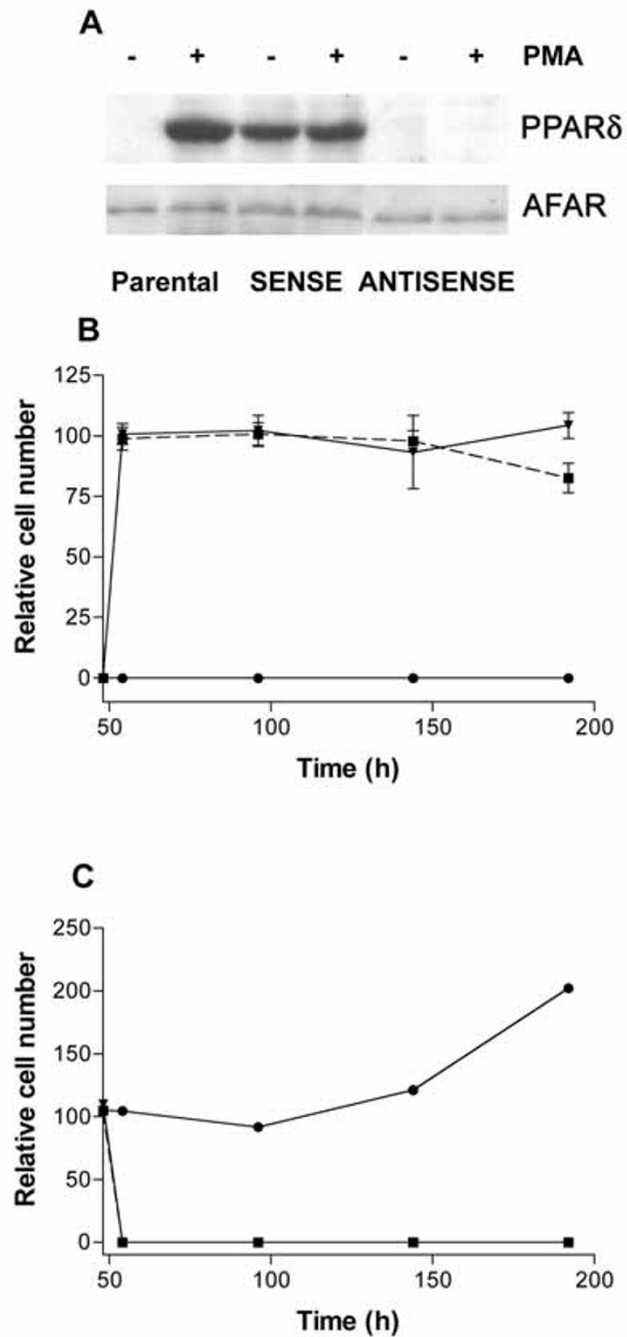 A
- + - + - + PMA
PPARδ
AFAR
Parental SENSE ANTISENSE
B
Relative cell number
125
100
75
50
25
0
50 100 150 200
Time (h)
C
Relative cell number
250
200
150
100
50
0
50 100 150 200
Time (h)